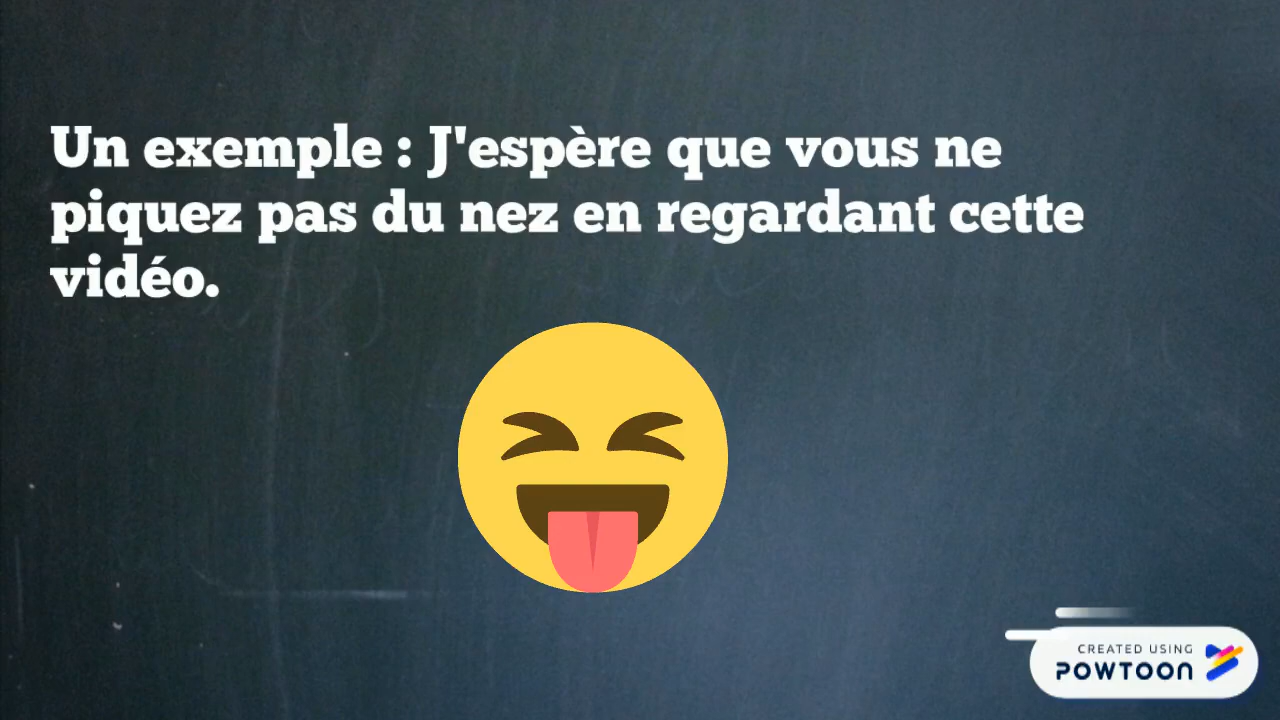 Un exemple : J'espère que vous ne
piquez pas du nez en regardant cette
vidéo.
CREATED USING
POWTOON